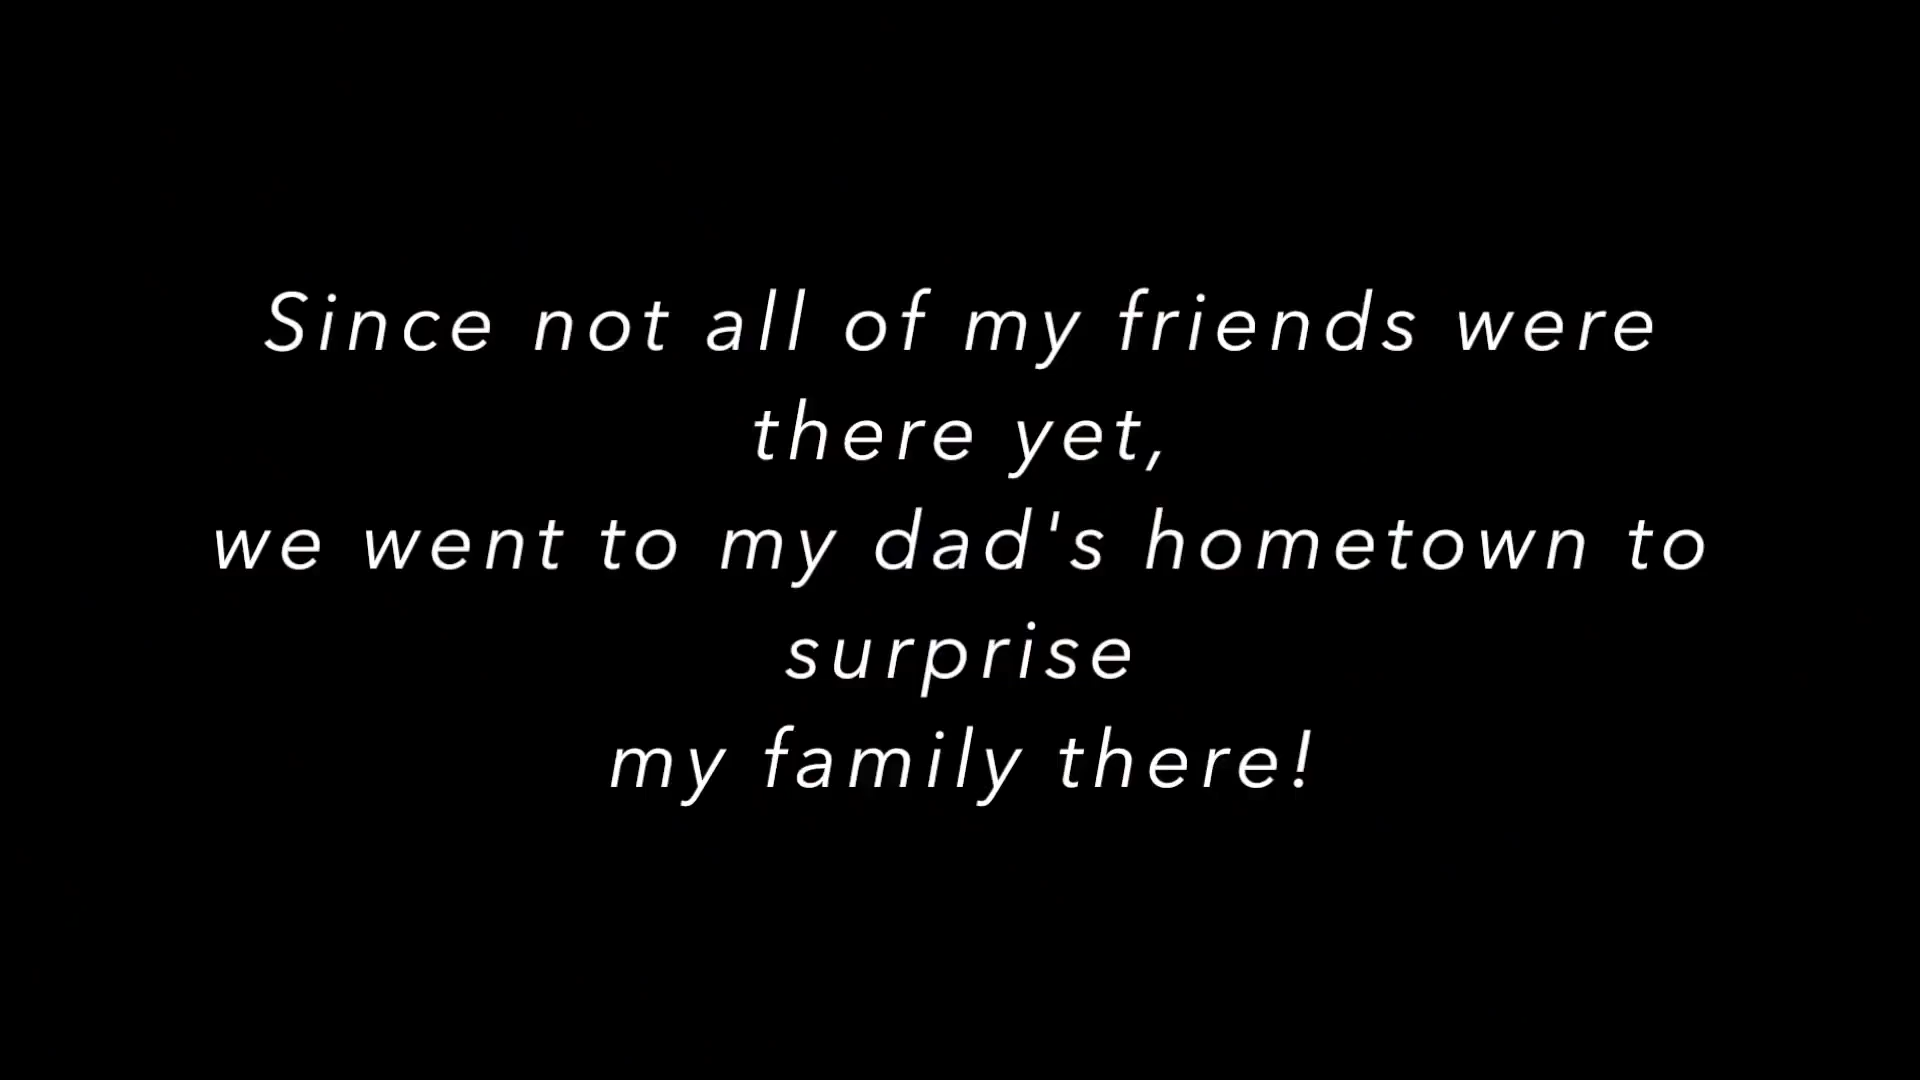 Since not all of my friends were
there yet,
we went to my dad's hometown to
surprise
my family there!